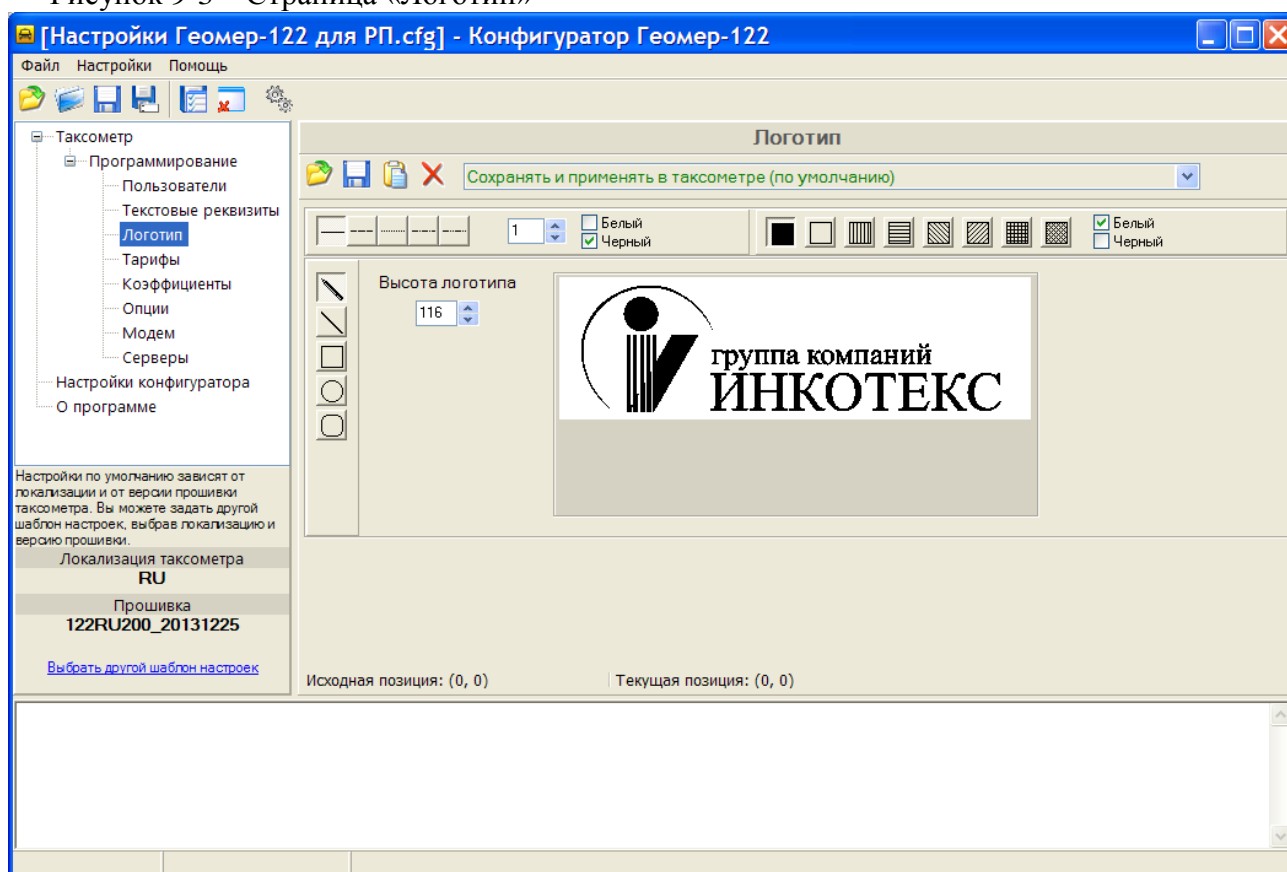 Рисунок 9-3 – Страница «Логотип»
[Настройки Геомер-122 для РП.cfg] - Конфигуратор Геомер-122
Файл Настройки Помощь
Таксометр
Программирование
Пользователи
Текстовые реквизиты
Логотип
Тарифы
Коэффициенты
Опции
Модем
Серверы
Настройки конфигуратора
О программе
Настройки по умолчанию зависят от
локализации и от версии прошивки
таксометра. Вы можете задать другой
шаблон настроек, выбрав локализацию и
версию прошивки.
Локализация таксометра
RU
Прошивка
122RU200_20131225
Выбрать другой шаблон настроек
Логотип
Сохранять и применять в таксометре (по умолчанию)
1
Белый
Черный
Белый
Черный
Высота логотипа
116
группа компаний
ИНКОТЕКС
Исходная позиция: (0, 0)
Текущая позиция: (0, 0)